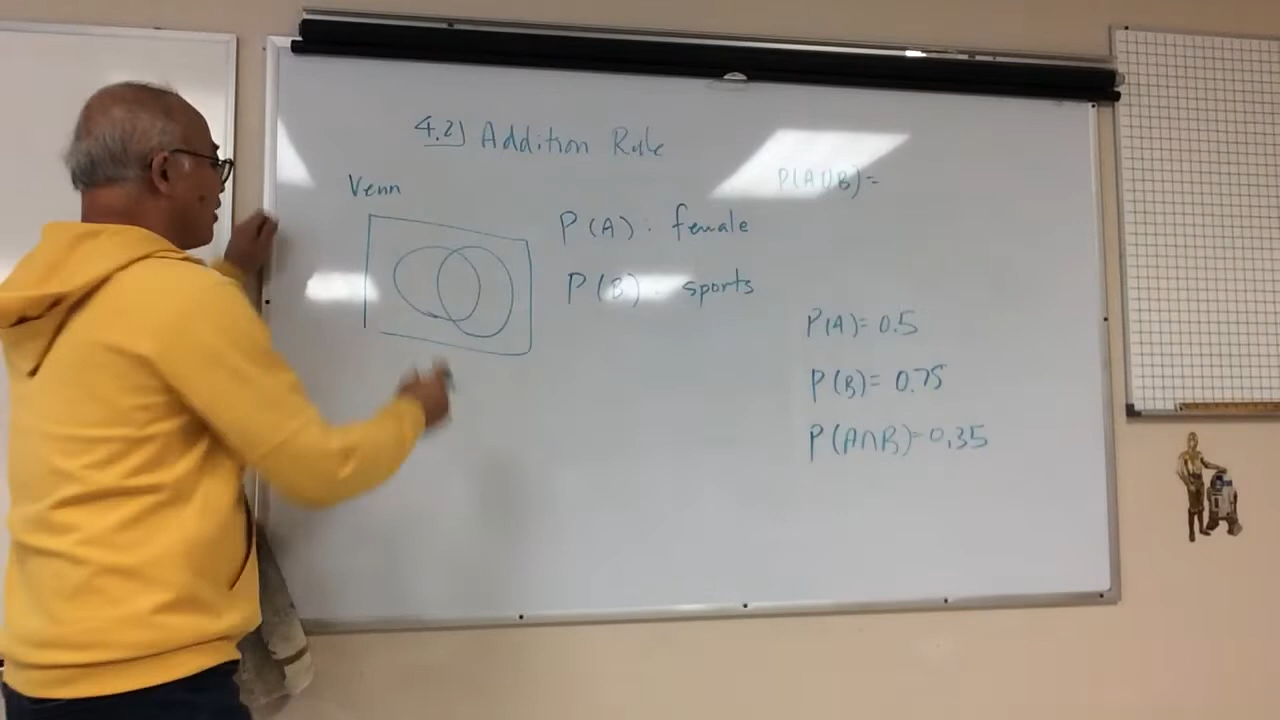 4.2) Addition Rule
Venn
P(A∪B)=
P(A): female
P(B): sports
P(A)= 0.5
P(B)= 0.75
P(A∩B)=0.35